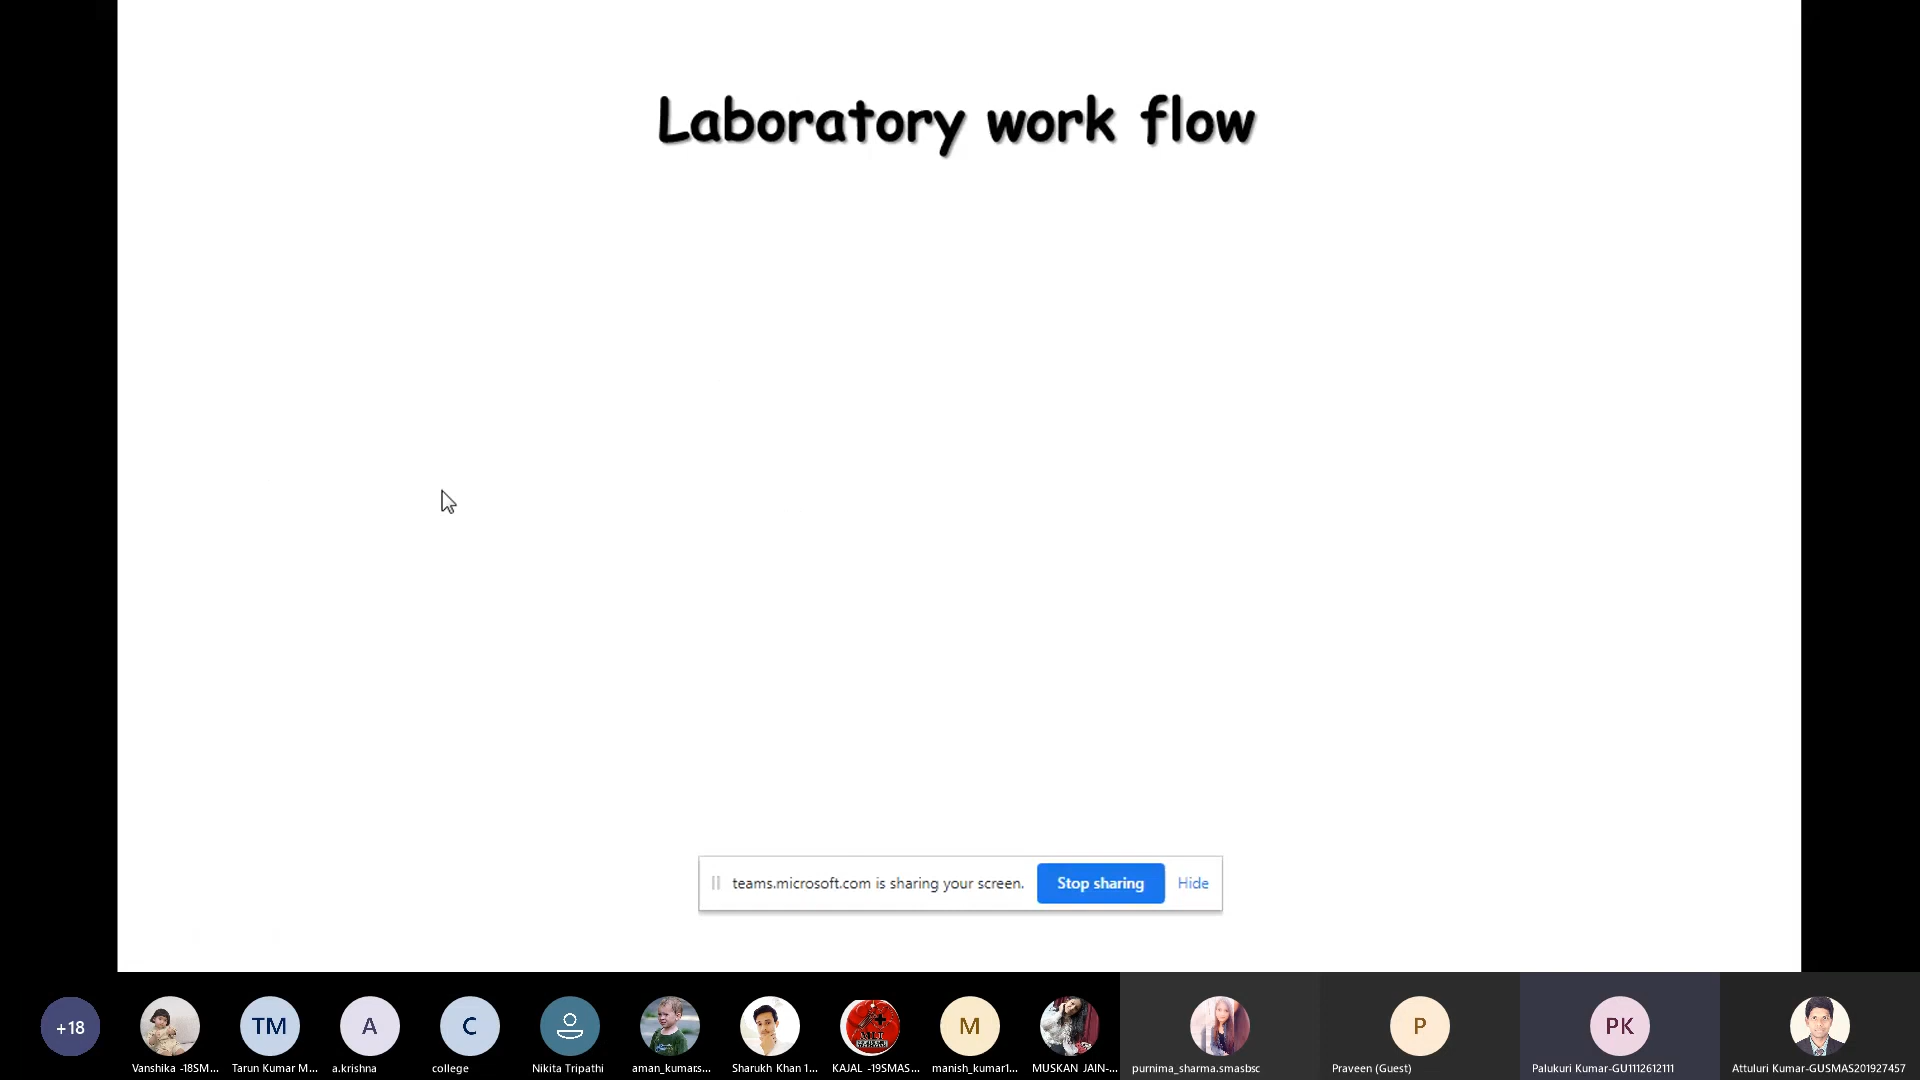 Laboratory work flow
teams.microsoft.com is sharing your screen. Stop sharing Hide
+18 TM A C M P PK
Vanshika -18SM... Tarun Kumar M... a.krishna college Nikita Tripathi aman_kumar.s... Sharukh Khan 1... KAJAL -19SMAS... manish_kumar1... MUSKAN JAIN-... purnima_sharma.smasbsc Praveen (Guest) Palukuri Kumar-GU1112612111 Attuluri Kumar-GUSMAS201927457